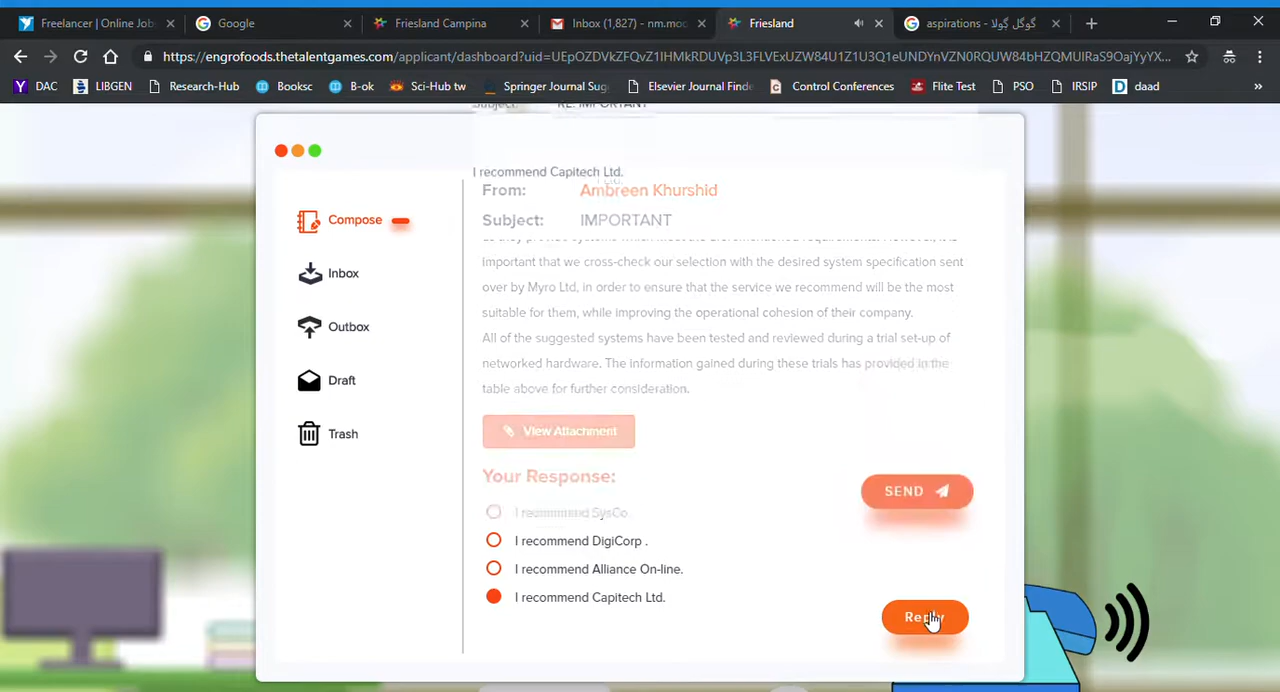 Freelancer | Online Job
Google
Friesland Campina
Inbox (1,827) - nm.moc
Friesland
aspirations - گوگل گولا
https://engrofoods.thetalentgames.com/applicant/dashboard?uid=
DAC
LIBGEN
Research-Hub
Booksc
B-ok
Sci-Hub tw
Springer Journal Sug
Elsevier Journal Finde
Control Conferences
Elite Test
PSO
IRSIP
daad
»
Subject: RE: IMPORTANT
I recommend Capitech Ltd.
From: Ambreen Khurshid
Subject: IMPORTANT
Compose
Inbox
Outbox
Draft
Trash
important that we cross-check our selection with the desired system specification sent
over by Myro Ltd, in order to ensure that the service we recommend will be the most
suitable for them, while improving the operational cohesion of their company.
All of the suggested systems have been tested and reviewed during a trial set-up of
networked hardware. The information gained during these trials has provided in the
table above for further consideration.
View Attachment
Your Response:
SEND
I recommend SysCo.
I recommend DigiCorp .
I recommend Alliance On-line.
I recommend Capitech Ltd.
Reply